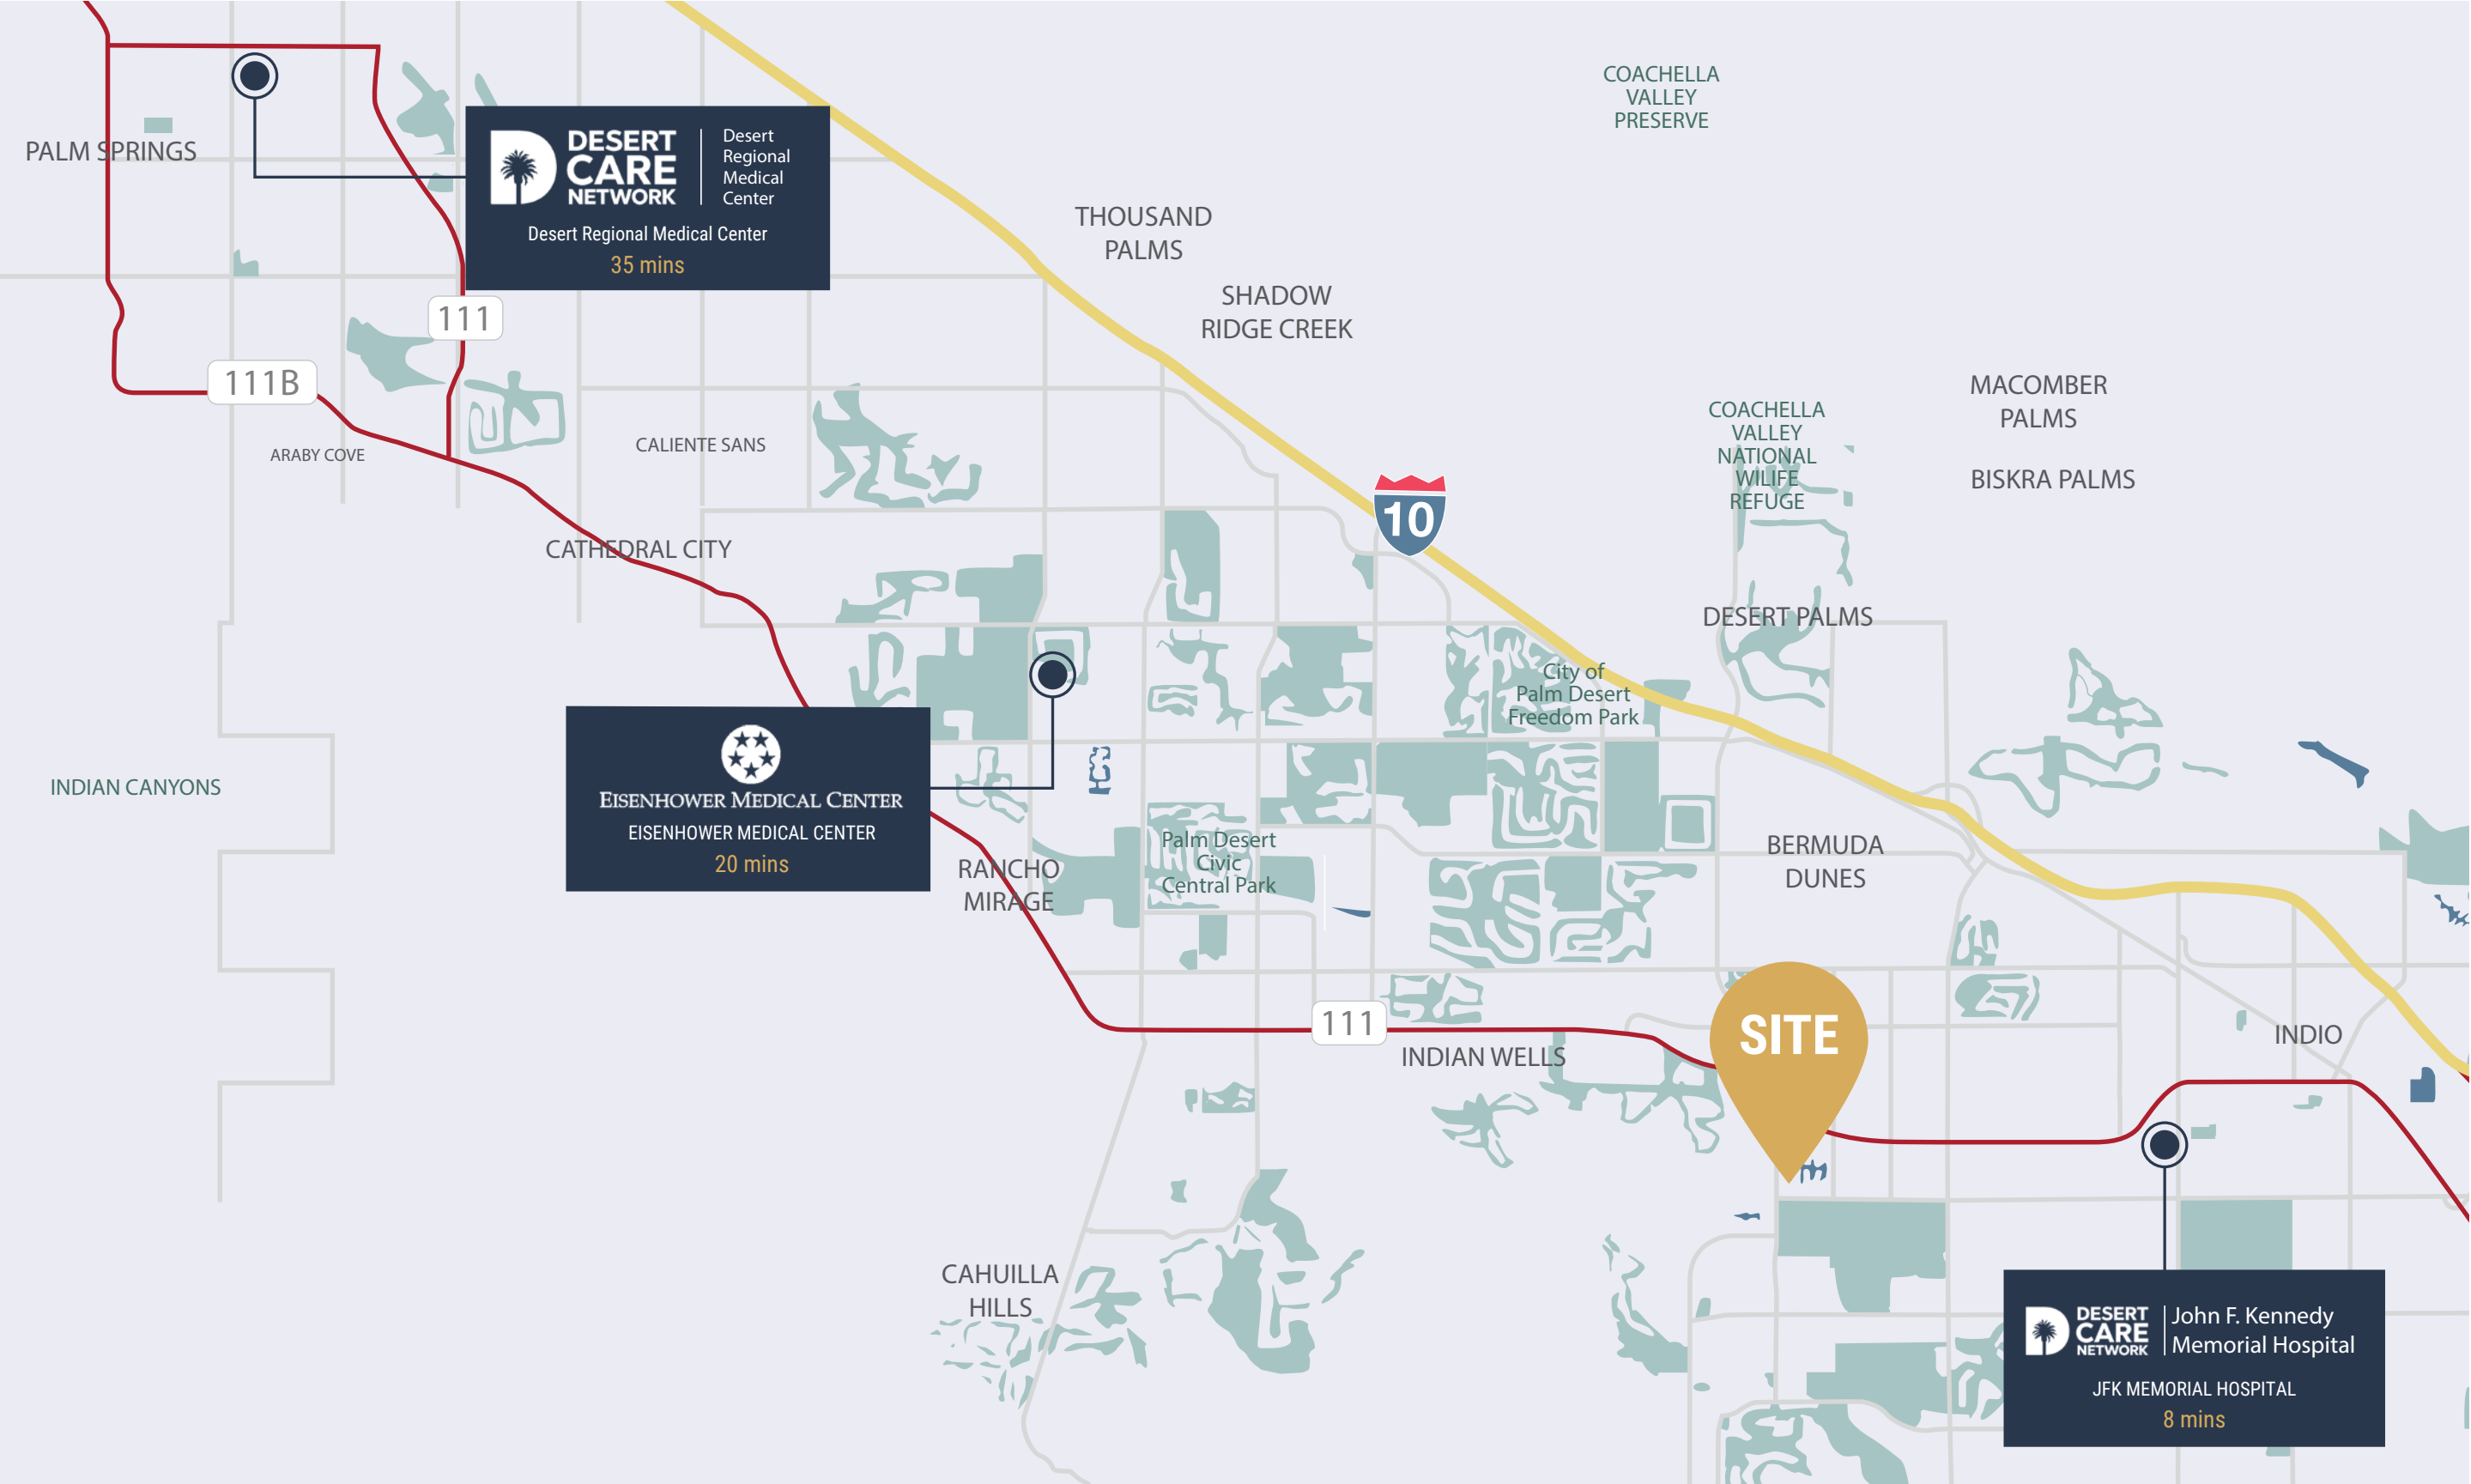 COACHELLA
VALLEY
PRESERVE
PALM SPRINGS
DESERT
CARE
NETWORK
Desert
Regional
Medical
Center
Desert Regional Medical Center
35 mins
THOUSAND
PALMS
SHADOW
RIDGE CREEK
111
111B
ARABY COVE
CALIENTE SANS
MACOMBER
PALMS
COACHELLA
VALLEY
NATIONAL
WILIFE
REFUGE
BISKRA PALMS
10
CATHEDRAL CITY
DESERT PALMS
City of
Palm Desert
Freedom Park
INDIAN CANYONS
EISENHOWER MEDICAL CENTER
EISENHOWER MEDICAL CENTER
20 mins
RANCHO
MIRAGE
Palm Desert
Civic
Central Park
BERMUDA
DUNES
111
INDIAN WELLS
SITE
INDIO
CAHUILLA
HILLS
DESERT
CARE
NETWORK
John F. Kennedy
Memorial Hospital
JFK MEMORIAL HOSPITAL
8 mins